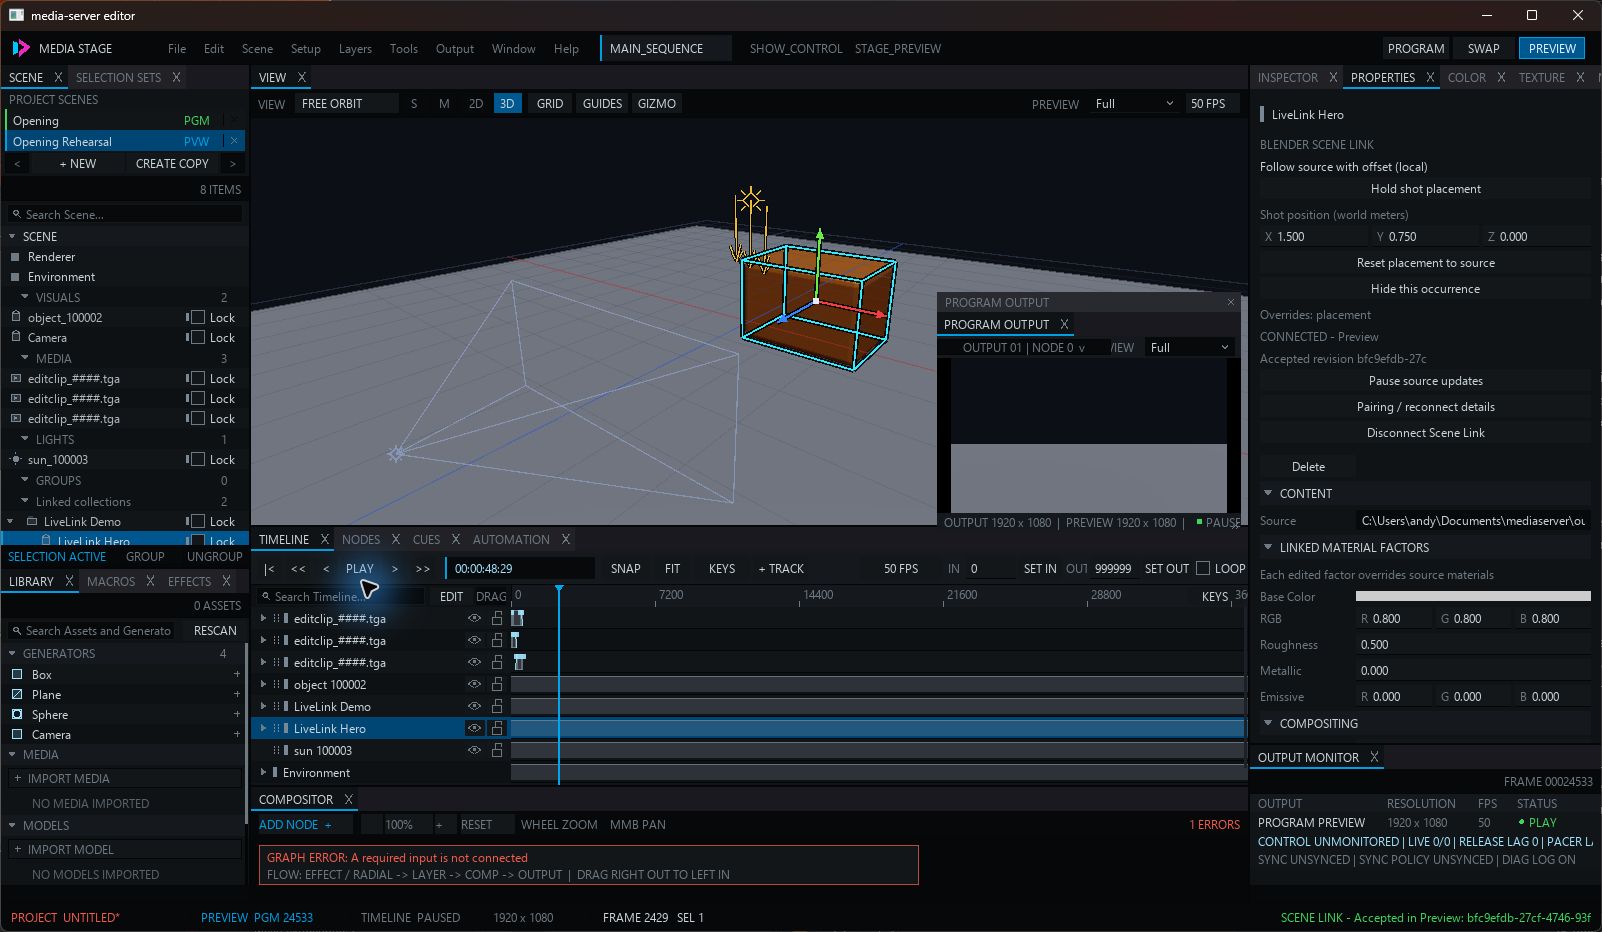 media-server editor
MEDIA STAGE File Edit Scene Setup Layers Tools Output Window Help MAIN_SEQUENCE SHOW_CONTROL STAGE_PREVIEW PROGRAM SWAP PREVIEW
SCENE X SELECTION SETS X
PROJECT SCENES
Opening PGM
Opening Rehearsal PVW X
< + NEW CREATE COPY >
8 ITEMS
Search Scene...
SCENE
Renderer
Environment
VISUALS 2
object_100002 Lock
Camera Lock
MEDIA 3
editclip_####.tga Lock
editclip_####.tga Lock
editclip_####.tga Lock
LIGHTS 1
sun_100003 Lock
GROUPS 0
Linked collections 2
LiveLink Demo Lock
LiveLink Hero Lock
SELECTION ACTIVE GROUP UNGROUP
LIBRARY X MACROS X EFFECTS X
0 ASSETS
Search Assets and Generato RESCAN
GENERATORS 4
Box +
Plane +
Sphere +
Camera +
MEDIA
+ IMPORT MEDIA
NO MEDIA IMPORTED
MODELS
+ IMPORT MODEL
NO MODELS IMPORTED
VIEW X
VIEW FREE ORBIT S M 2D 3D GRID GUIDES GIZMO PREVIEW Full 50 FPS
PROGRAM OUTPUT X
PROGRAM OUTPUT X
OUTPUT 01 | NODE 0 v /IEW Full
OUTPUT 1920 x 1080 | PREVIEW 1920 x 1080 | PAUSE
TIMELINE X NODES X CUES X AUTOMATION X
|< << < PLAY > >> 00:00:48:29 SNAP FIT KEYS + TRACK 50 FPS IN 0 SET IN OUT 999999 SET OUT LOOP
Search Timeline... EDIT DRAG 0 7200 14400 21600 28800 KEYS 36
editclip_####.tga
editclip_####.tga
editclip_####.tga
object 100002
LiveLink Demo
LiveLink Hero
sun 100003
Environment
COMPOSITOR X
ADD NODE + 100% + RESET WHEEL ZOOM MMB PAN 1 ERRORS
GRAPH ERROR: A required input is not connected
FLOW: EFFECT / RADIAL -> LAYER -> COMP -> OUTPUT | DRAG RIGHT OUT TO LEFT IN
INSPECTOR X PROPERTIES X COLOR X TEXTURE X
LiveLink Hero
BLENDER SCENE LINK
Follow source with offset (local)
Hold shot placement
Shot position (world meters)
X 1.500 Y 0.750 Z 0.000
Reset placement to source
Hide this occurrence
Overrides: placement
CONNECTED - Preview
Accepted revision bfc9efdb-27c
Pause source updates
Pairing / reconnect details
Disconnect Scene Link
Delete
CONTENT
Source C:\Users\andy\Documents\mediaserver\ou
LINKED MATERIAL FACTORS
Each edited factor overrides source materials
Base Color
RGB R 0.800 G 0.800 B 0.800
Roughness 0.500
Metallic 0.000
Emissive R 0.000 G 0.000 B 0.000
COMPOSITING
OUTPUT MONITOR X
FRAME 00024533
OUTPUT RESOLUTION FPS STATUS
PROGRAM PREVIEW 1920 x 1080 50 PLAY
CONTROL UNMONITORED | LIVE 0/0 | RELEASE LAG 0 | PACER L
SYNC UNSYNCED | SYNC POLICY UNSYNCED | DIAG LOG ON
PROJECT UNTITLED* PREVIEW PGM 24533 TIMELINE PAUSED 1920 x 1080 FRAME 2429 SEL 1 SCENE LINK - Accepted in Preview: bfc9efdb-27cf-4746-93f